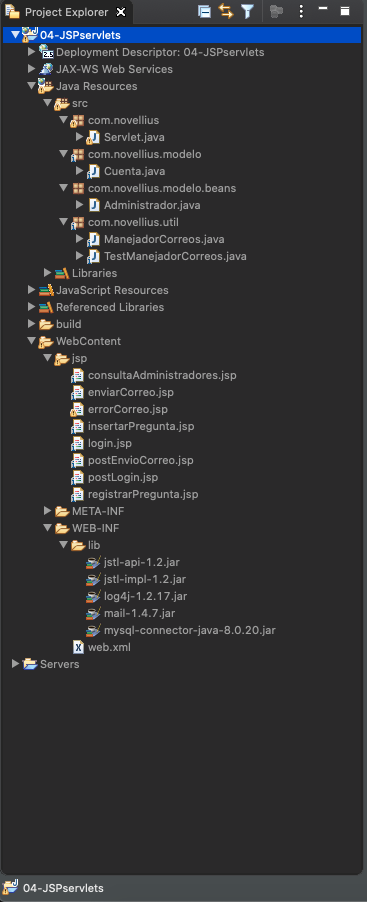 Project Explorer
04-JSPservlets
Deployment Descriptor: 04-JSPservlets
JAX-WS Web Services
Java Resources
src
com.novellius
Servlet.java
com.novellius.modelo
Cuenta.java
com.novellius.modelo.beans
Administrador.java
com.novellius.util
ManejadorCorreos.java
TestManejadorCorreos.java
Libraries
JavaScript Resources
Referenced Libraries
build
WebContent
jsp
consultaAdministradores.jsp
enviarCorreo.jsp
errorCorreo.jsp
insertarPregunta.jsp
login.jsp
postEnvioCorreo.jsp
postLogin.jsp
registrarPregunta.jsp
META-INF
WEB-INF
lib
jstl-api-1.2.jar
jstl-impl-1.2.jar
log4j-1.2.17.jar
mail-1.4.7.jar
mysql-connector-java-8.0.20.jar
web.xml
Servers
04-JSPservlets